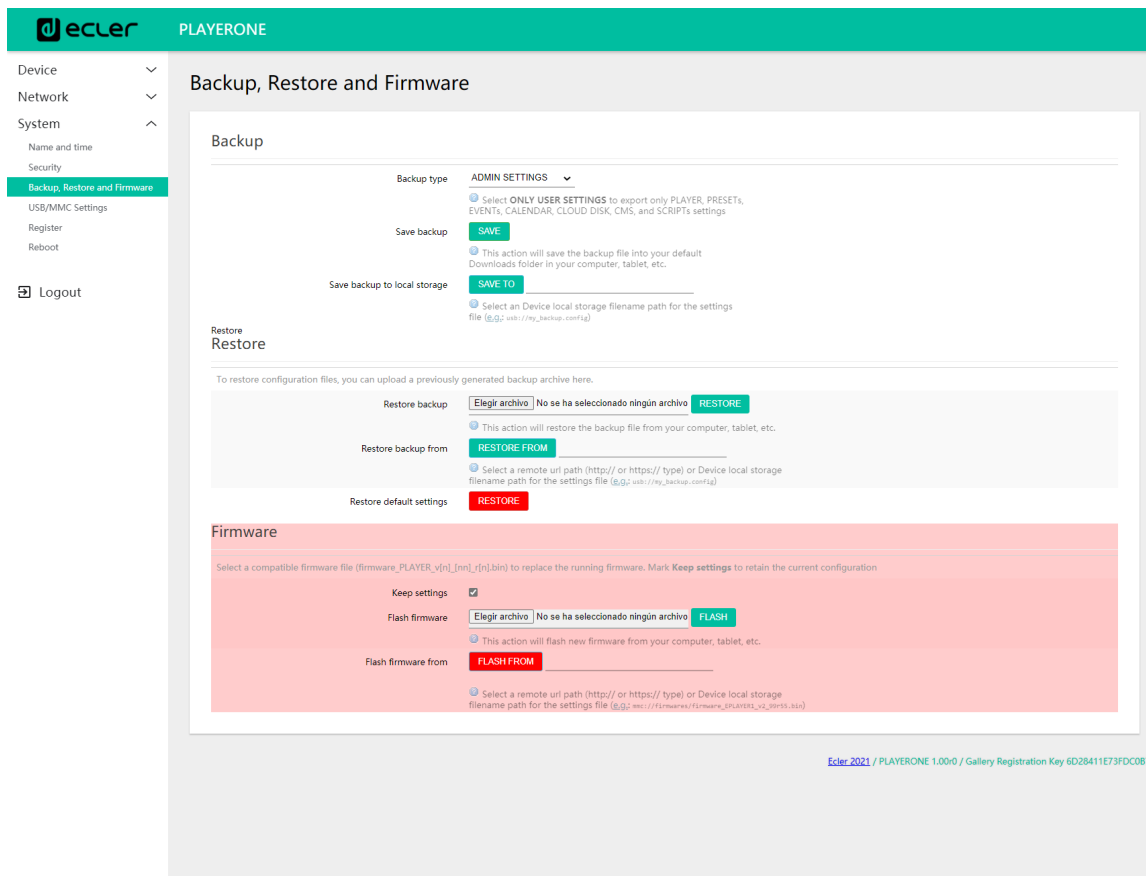 ecler PLAYERONE
Device
Network
System
Name and time
Security
Backup, Restore and Firmware
USB/MMC Settings
Register
Reboot
Logout
Backup, Restore and Firmware
Backup
Backup type ADMIN SETTINGS
Select ONLY USER SETTINGS to export only PLAYER, PRESETs,
EVENTs, CALENDAR, CLOUD DISK, CMS, and SCRIPTs settings
Save backup SAVE
This action will save the backup file into your default
Downloads folder in your computer, tablet, etc.
Save backup to local storage SAVE TO
Select an Device local storage filename path for the settings
file (e.g.: usb://my_backup.config)
Restore
Restore
To restore configuration files, you can upload a previously generated backup archive here.
Restore backup Elegir archivo No se ha seleccionado ningún archivo RESTORE
This action will restore the backup file from your computer, tablet, etc.
Restore backup from RESTORE FROM
Select a remote url path (http:// or https:// type) or Device local storage
filename path for the settings file (e.g.: usb://my_backup.config)
Restore default settings RESTORE
Firmware
Select a compatible firmware file (firmware_PLAYER_v[n]_[nn]_r[n].bin) to replace the running firmware. Mark Keep settings to retain the current configuration
Keep settings
Flash firmware Elegir archivo No se ha seleccionado ningún archivo FLASH
This action will flash new firmware from your computer, tablet, etc.
Flash firmware from FLASH FROM
Select a remote url path (http:// or https:// type) or Device local storage
filename path for the settings file (e.g.: mmc://firmwares/firmware_EPLAYER1_v2_00r55.bin)
Ecler 2021 / PLAYERONE 1.00r0 / Gallery Registration Key 6D28411E73FDC0B